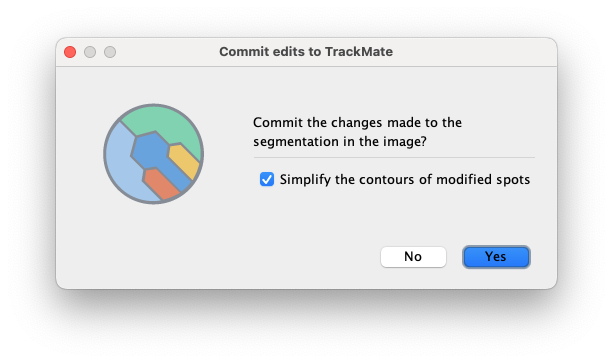 Commit edits to TrackMate
Commit the changes made to the
segmentation in the image?
Simplify the contours of modified spots
No
Yes